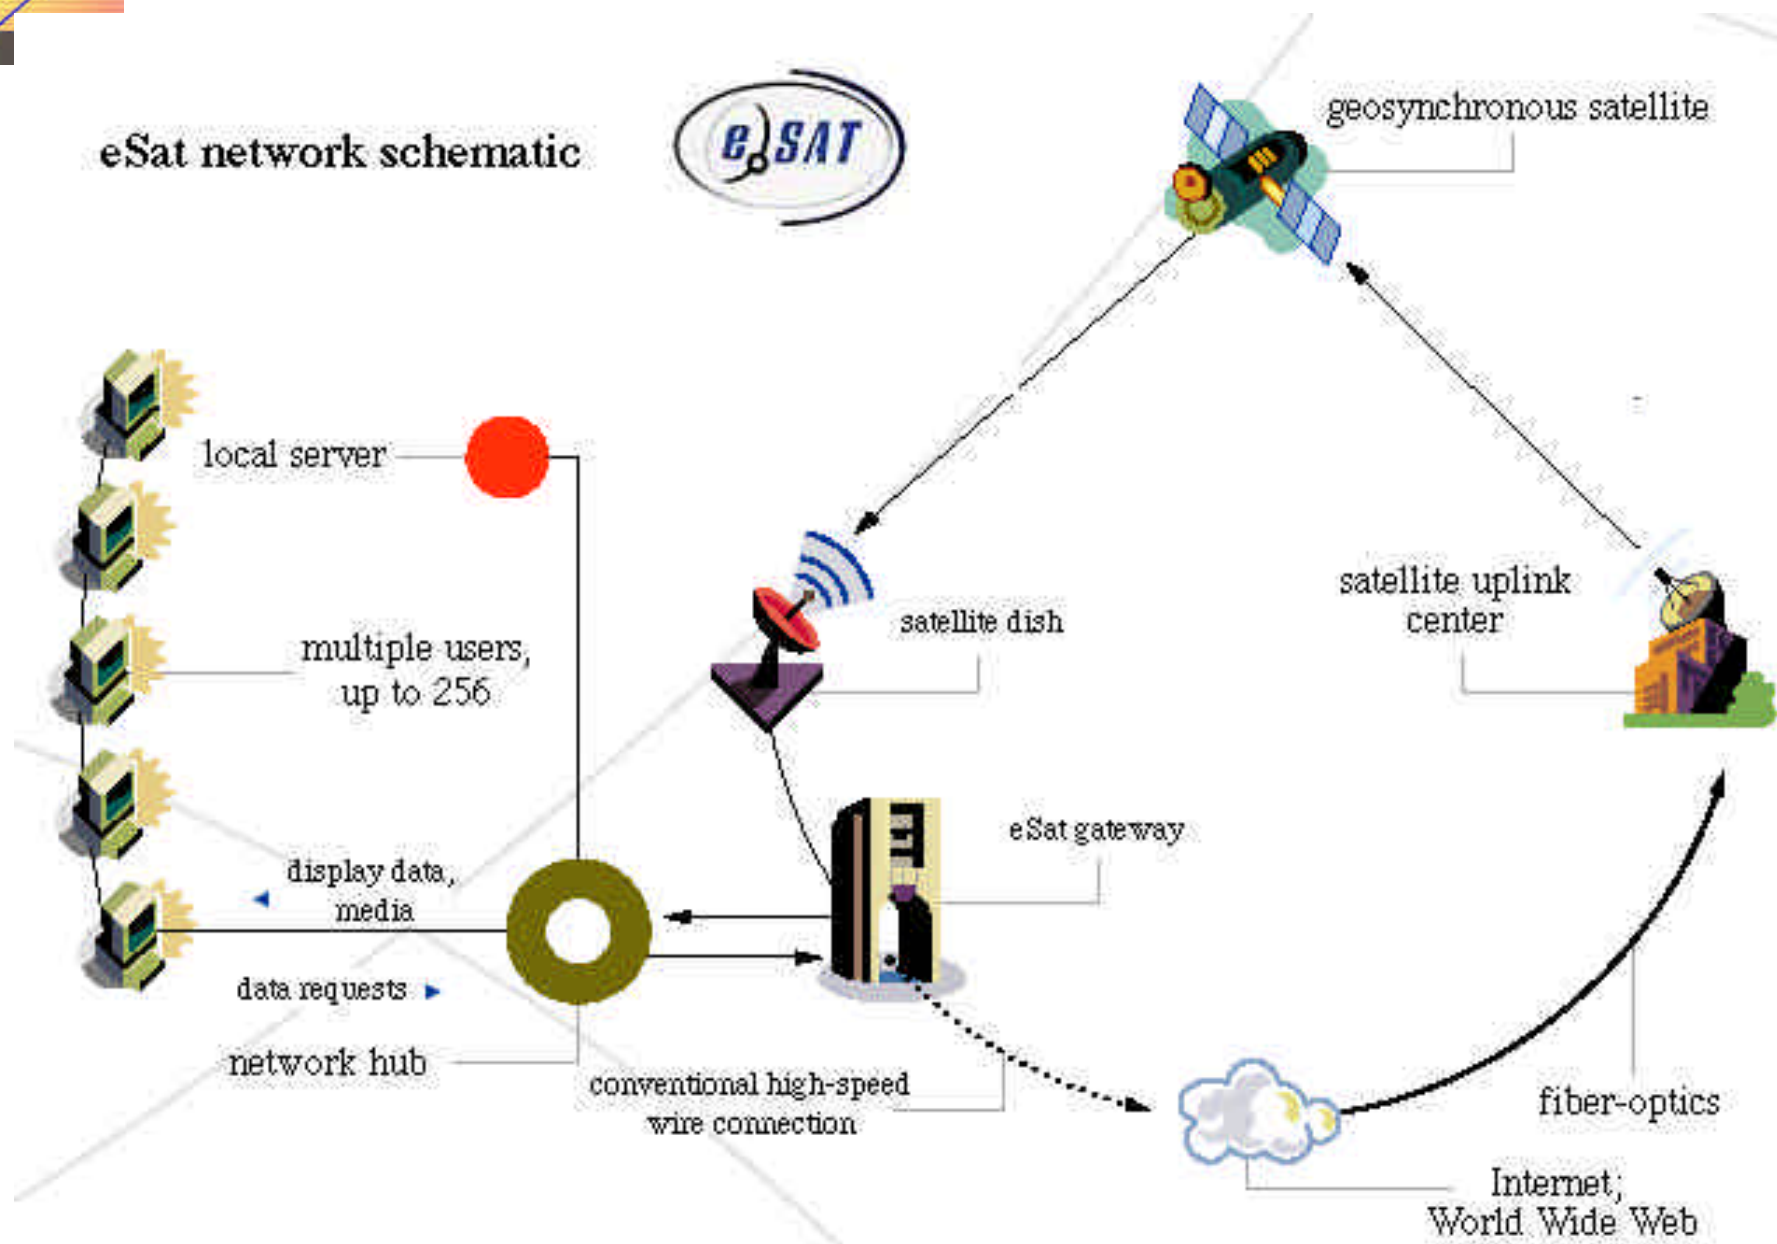 eSat network schematic
e SAT
geosynchronous satellite
local server
multiple users,
up to 256
satellite dish
satellite uplink
center
eSat gateway
display data,
media
data requests
network hub
conventional high-speed
wire connection
fiber-optics
Internet;
World Wide Web